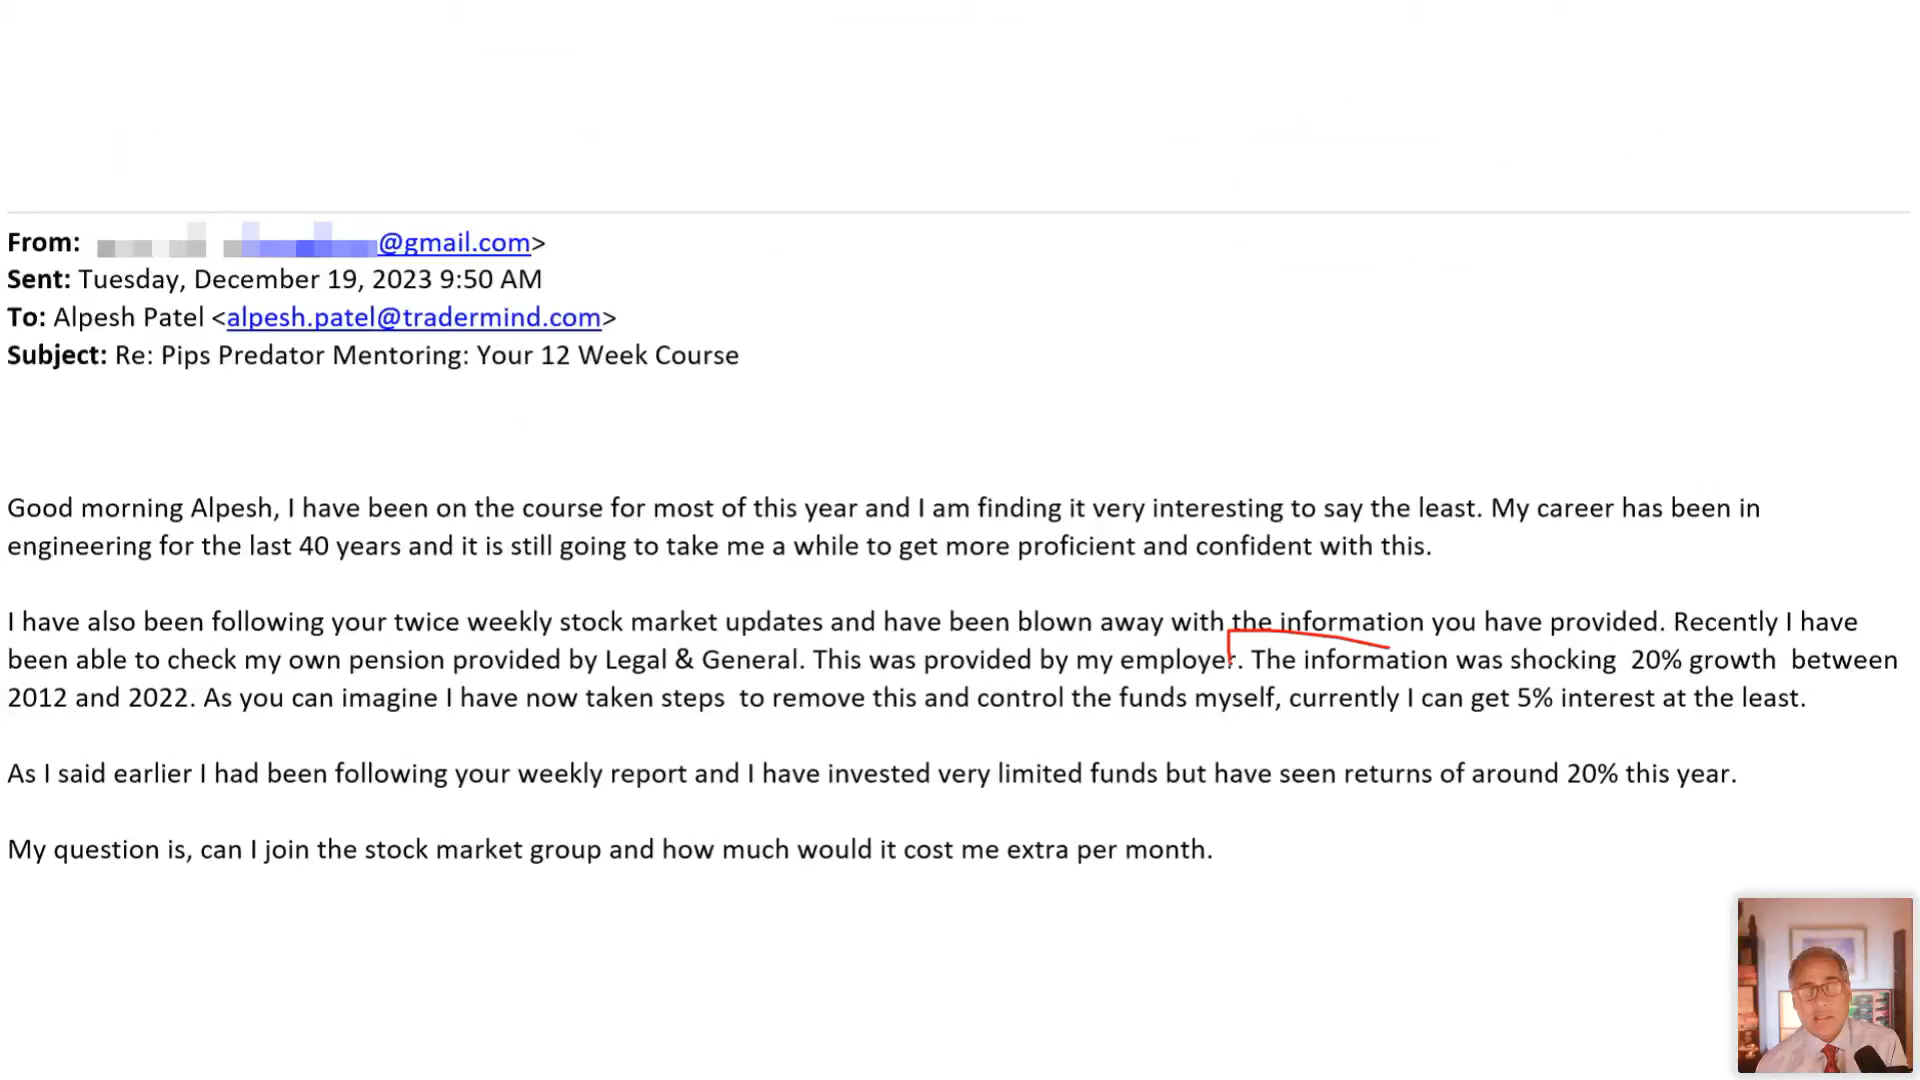 From: @gmail.com>
Sent: Tuesday, December 19, 2023 9:50 AM
To: Alpesh Patel <alpesh.patel@tradermind.com>
Subject: Re: Pips Predator Mentoring: Your 12 Week Course
Good morning Alpesh, I have been on the course for most of this year and I am finding it very interesting to say the least. My career has been in
engineering for the last 40 years and it is still going to take me a while to get more proficient and confident with this.
I have also been following your twice weekly stock market updates and have been blown away with the information you have provided. Recently I have
been able to check my own pension provided by Legal & General. This was provided by my employer. The information was shocking  20% growth  between
2012 and 2022. As you can imagine I have now taken steps  to remove this and control the funds myself, currently I can get 5% interest at the least.
As I said earlier I had been following your weekly report and I have invested very limited funds but have seen returns of around 20% this year.
My question is, can I join the stock market group and how much would it cost me extra per month.